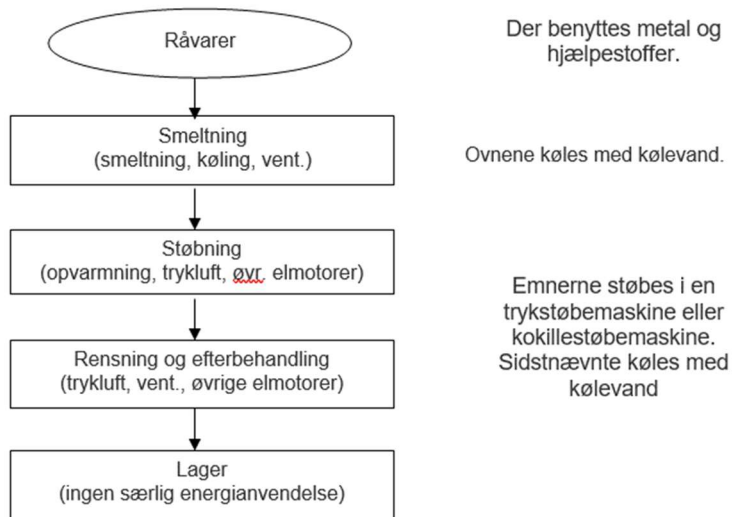 Råvarer
Der benyttes metal og
hjælpestoffer.
Smeltning
(smeltning, køling, vent.)
Ovnene køles med kølevand.
Støbning
(opvarmning, trykluft, øvr. elmotorer)
Emnerne støbes i en
trykstøbemaskine eller
kokillestøbemaskine.
Sidstnævnte køles med
kølevand
Rensning og efterbehandling
(trykluft, vent., øvrige elmotorer)
Lager
(ingen særlig energianvendelse)